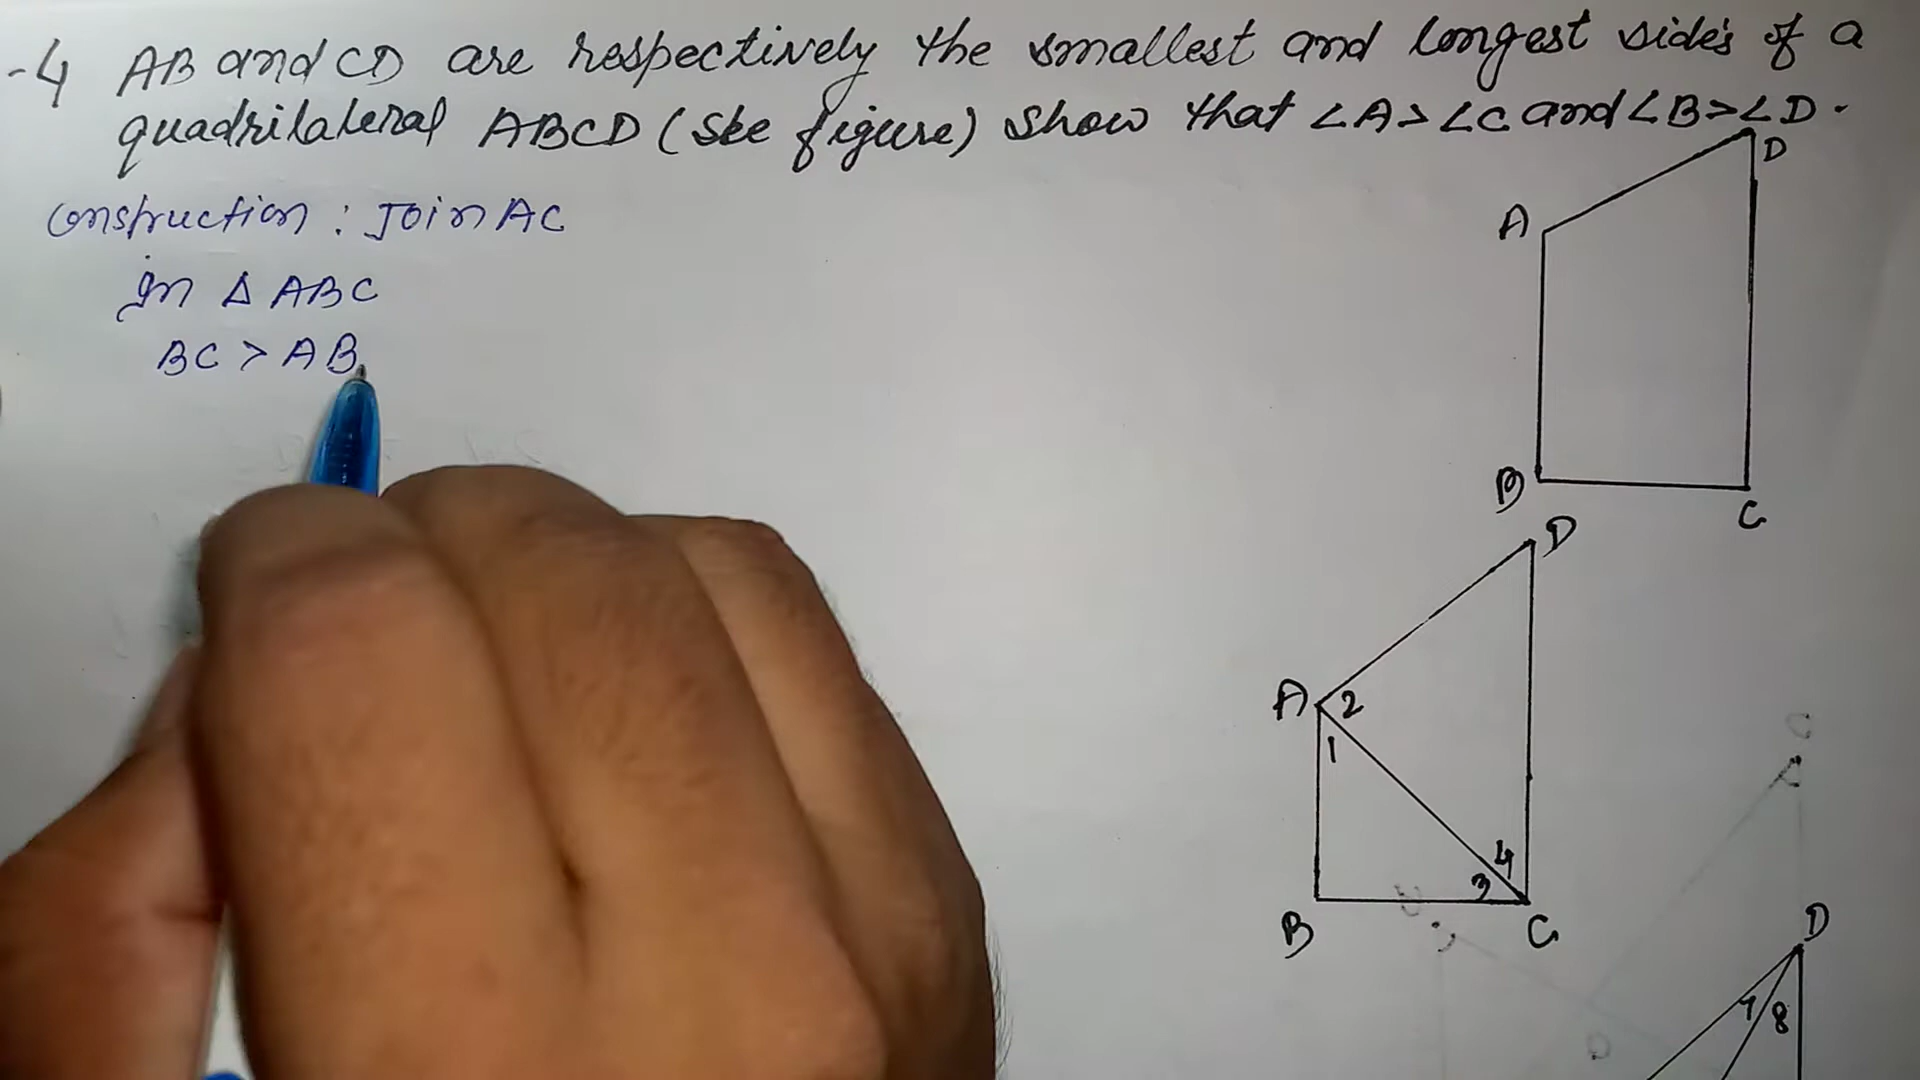 -4 AB and CD are respectively the smallest and longest sides of a
quadrilateral ABCD (see figure) show that ∠A>∠C and ∠B>∠D.
D
A
Construction: Join AC
In Δ ABC
BC > AB
B
C
D
A 2
1
4
3
B
C
D
7 8